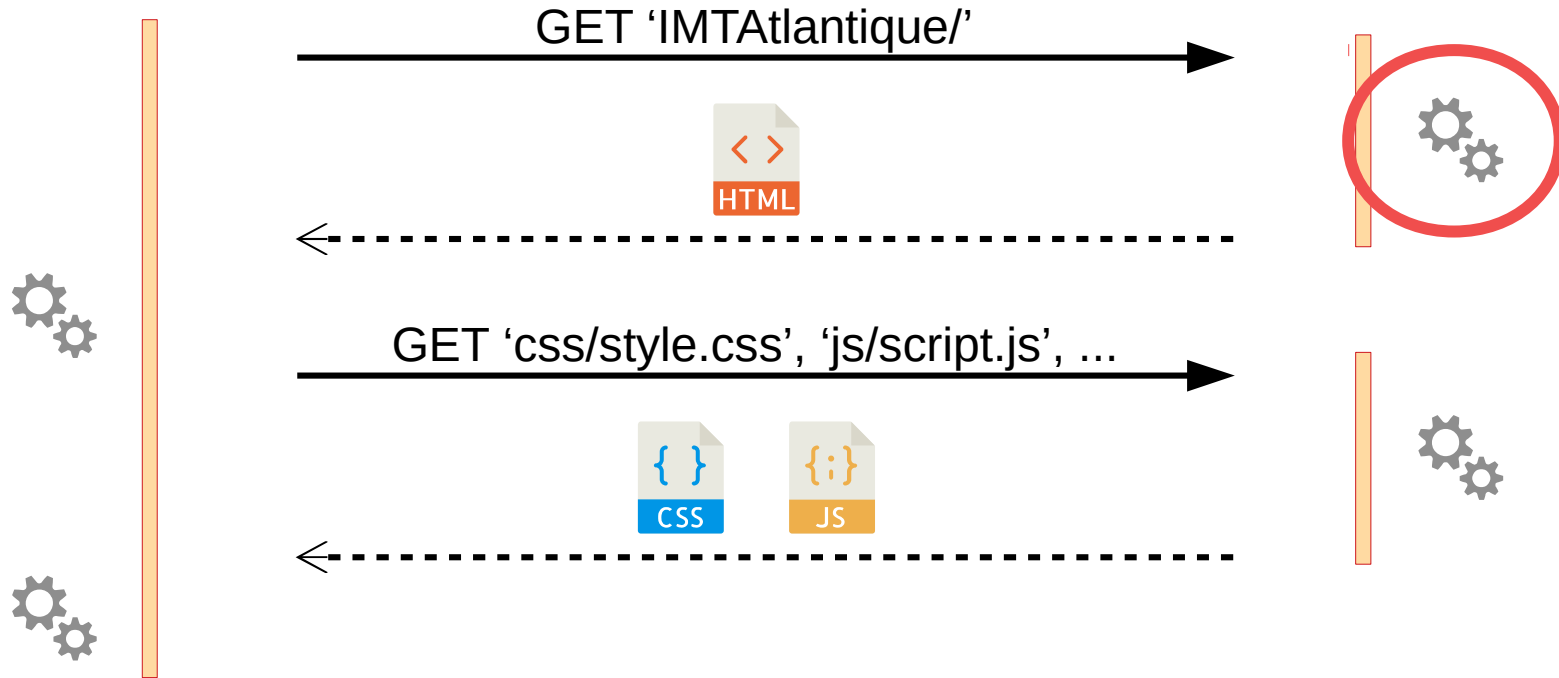 GET ‘IMTAtlantique/’
HTML
GET ‘css/style.css’, ‘js/script.js’, ...
{ } {;}
CSS JS